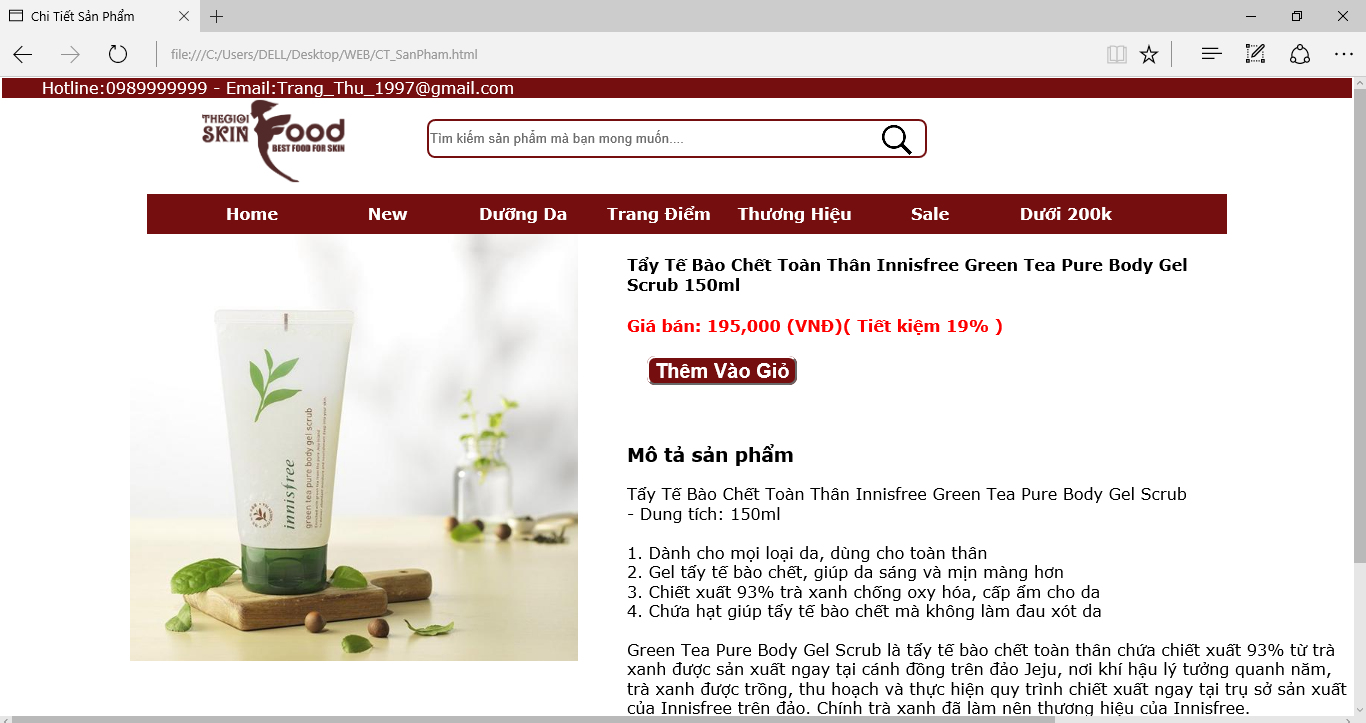 Chi Tiết Sản Phẩm
file:///C:/Users/DELL/Desktop/WEB/CT_SanPham.html
Hotline:0989999999 - Email:Trang_Thu_1997@gmail.com
THEGIOI
SKIN Food
BEST FOOD FOR SKIN
Tìm kiếm sản phẩm mà bạn mong muốn....
Home New Dưỡng Da Trang Điểm Thương Hiệu Sale Dưới 200k
Tẩy Tế Bào Chết Toàn Thân Innisfree Green Tea Pure Body Gel
Scrub 150ml
Giá bán: 195,000 (VNĐ)( Tiết kiệm 19% )
Thêm Vào Giỏ
innisfree
green tea pure body gel scrub
Mô tả sản phẩm
Tẩy Tế Bào Chết Toàn Thân Innisfree Green Tea Pure Body Gel Scrub
- Dung tích: 150ml
1. Dành cho mọi loại da, dùng cho toàn thân
2. Gel tẩy tế bào chết, giúp da sáng và mịn màng hơn
3. Chiết xuất 93% trà xanh chống oxy hóa, cấp ẩm cho da
4. Chứa hạt giúp tẩy tế bào chết mà không làm đau xót da
Green Tea Pure Body Gel Scrub là tẩy tế bào chết toàn thân chứa chiết xuất 93% từ trà
xanh được sản xuất ngay tại cánh đồng trên đảo Jeju, nơi khí hậu lý tưởng quanh năm,
trà xanh được trồng, thu hoạch và thực hiện quy trình chiết xuất ngay tại trụ sở sản xuất
của Innisfree trên đảo. Chính trà xanh đã làm nên thương hiệu của Innisfree.